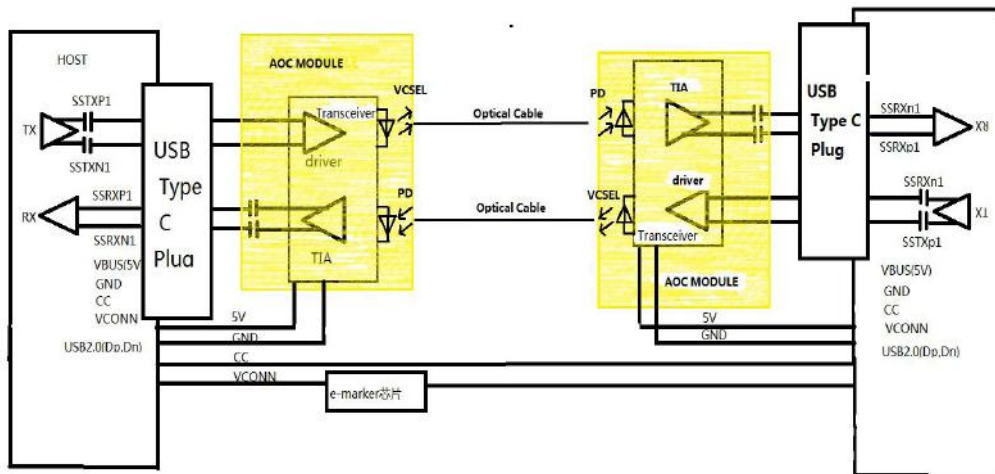 HOST
SSTXP1
TX
SSTXN1
SSRXP1
RX
SSRXN1
VBUS(5V)
GND
CC
VCONN
USB2.0(Dp,Dn)
USB
Type
C
Plug
AOC MODULE
Transceiver
driver
TIA
VCSEL
PD
Optical Cable
Optical Cable
PD
VCSEL
TIA
driver
Transceiver
AOC MODULE
USB
Type C
Plug
SSRXn1
SSRXp1
RX
SSRXn1
SSTXp1
TX
VBUS(5V)
GND
CC
VCONN
USB2.0(Dp,Dn)
5V
GND
CC
VCONN
e-marker芯片
5V
GND